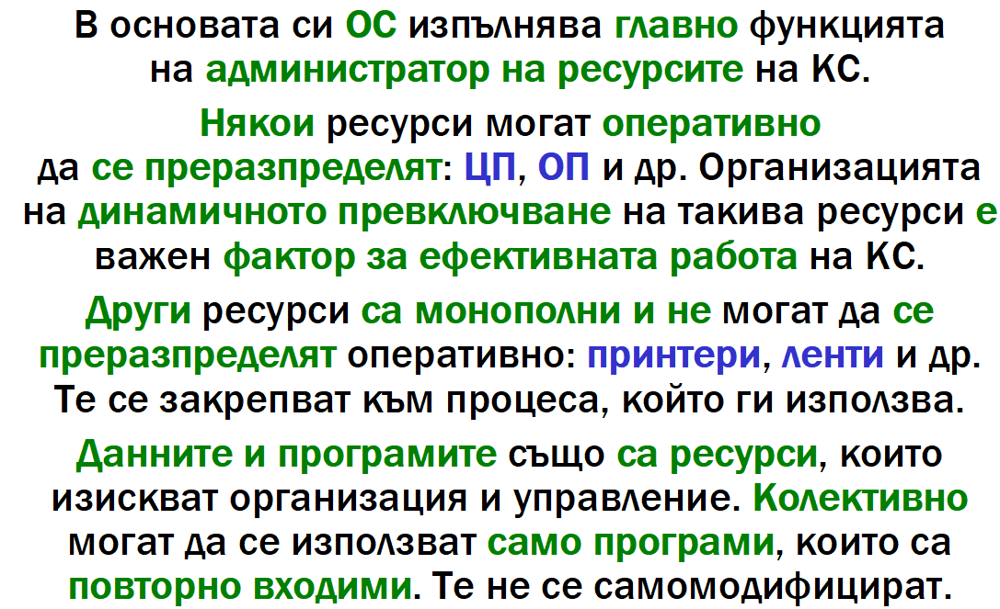 В основата си ОС изпълнява главно функцията
на администратор на ресурсите на КС.
Някои ресурси могат оперативно
да се преразпределят: ЦП, ОП и др. Организацията
на динамичното превключване на такива ресурси е
важен фактор за ефективната работа на КС.
Други ресурси са монополни и не могат да се
преразпределят оперативно: принтери, ленти и др.
Те се закрепват към процеса, който ги използва.
Данните и програмите също са ресурси, които
изискват организация и управление. Колективно
могат да се използват само програми, които са
повторно входими. Те не се самомодифицират.